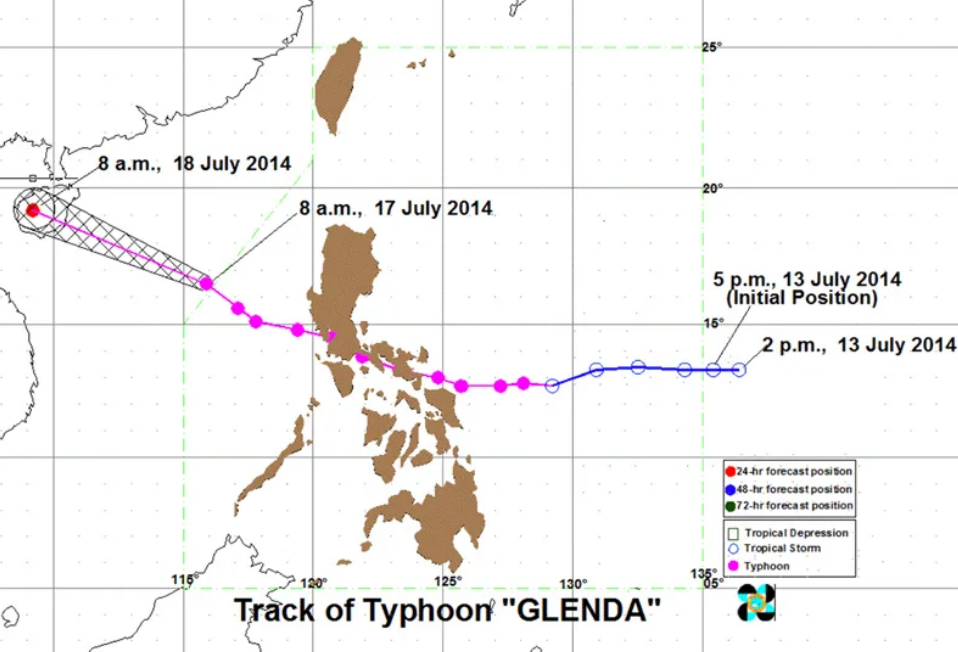 25°
8 a.m.,  18 July 2014
20°
8 a.m.,  17 July 2014
5 p.m., 13 July 2014
(Initial Position)
15°
2 p.m.,  13 July 2014
24-hr forecast position
48-hr forecast position
72-hr forecast position
Tropical Depression
Tropical Storm
Typhoon
115°
120°
125°
130°
135°
05°
Track of Typhoon "GLENDA"